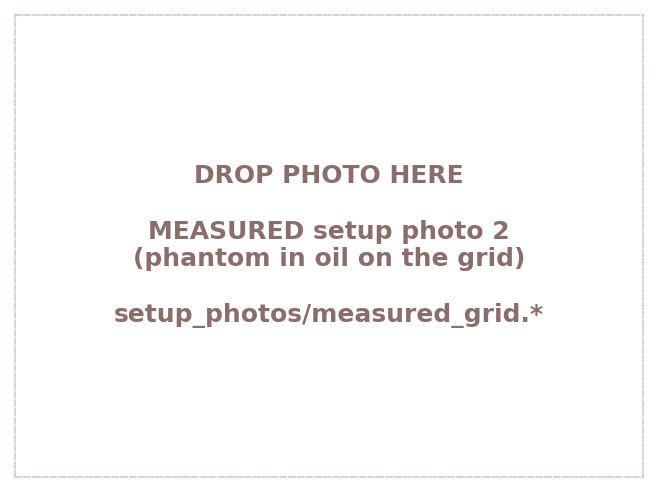 DROP PHOTO HERE
MEASURED setup photo 2
(phantom in oil on the grid)
setup_photos/measured_grid.*